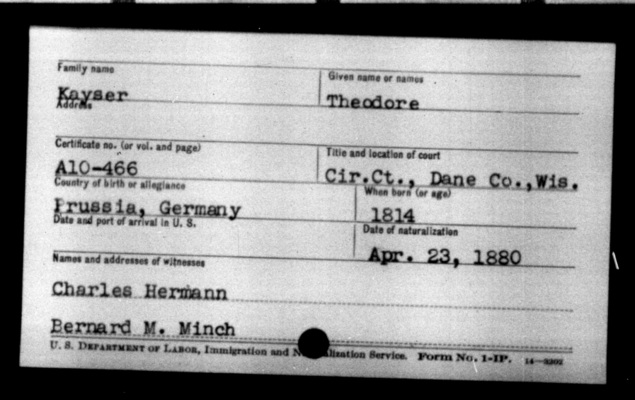 Family name
Given name or names
Kayser
Theodore
Address
Certificate no. (or vol. and page)
Title and location of court
A10-466
Cir.Ct., Dane Co.,Wis.
Country of birth or allegiance
When born (or age)
Prussia, Germany
1814
Date and port of arrival in U. S.
Date of naturalization
Apr. 23, 1880
Names and addresses of witnesses
Charles Hermann
Bernard M. Minch
U. S. DEPARTMENT OF LABOR, Immigration and Service. Form No. 1-IP.